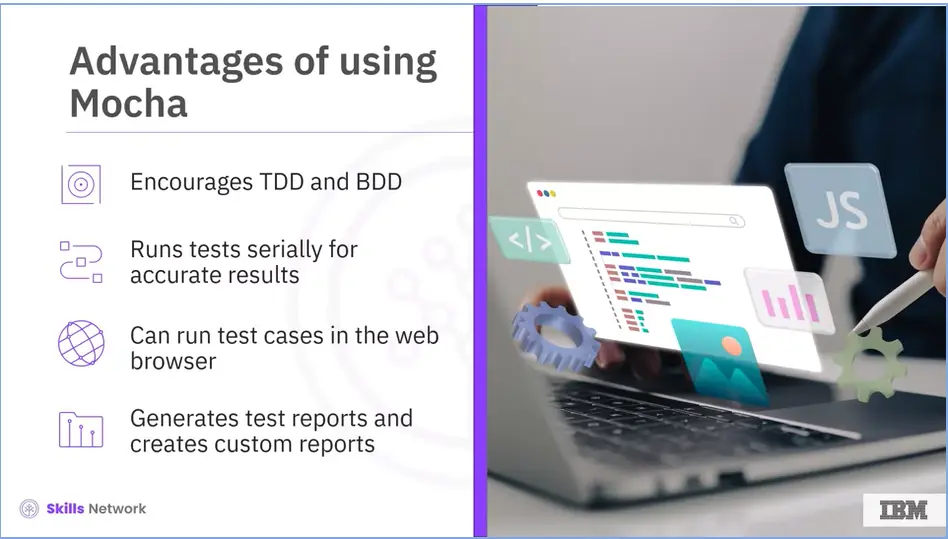 Advantages of using
Mocha
Encourages TDD and BDD
Runs tests serially for
accurate results
Can run test cases in the web
browser
Generates test reports and
creates custom reports
Skills Network
</>
JS
IBM